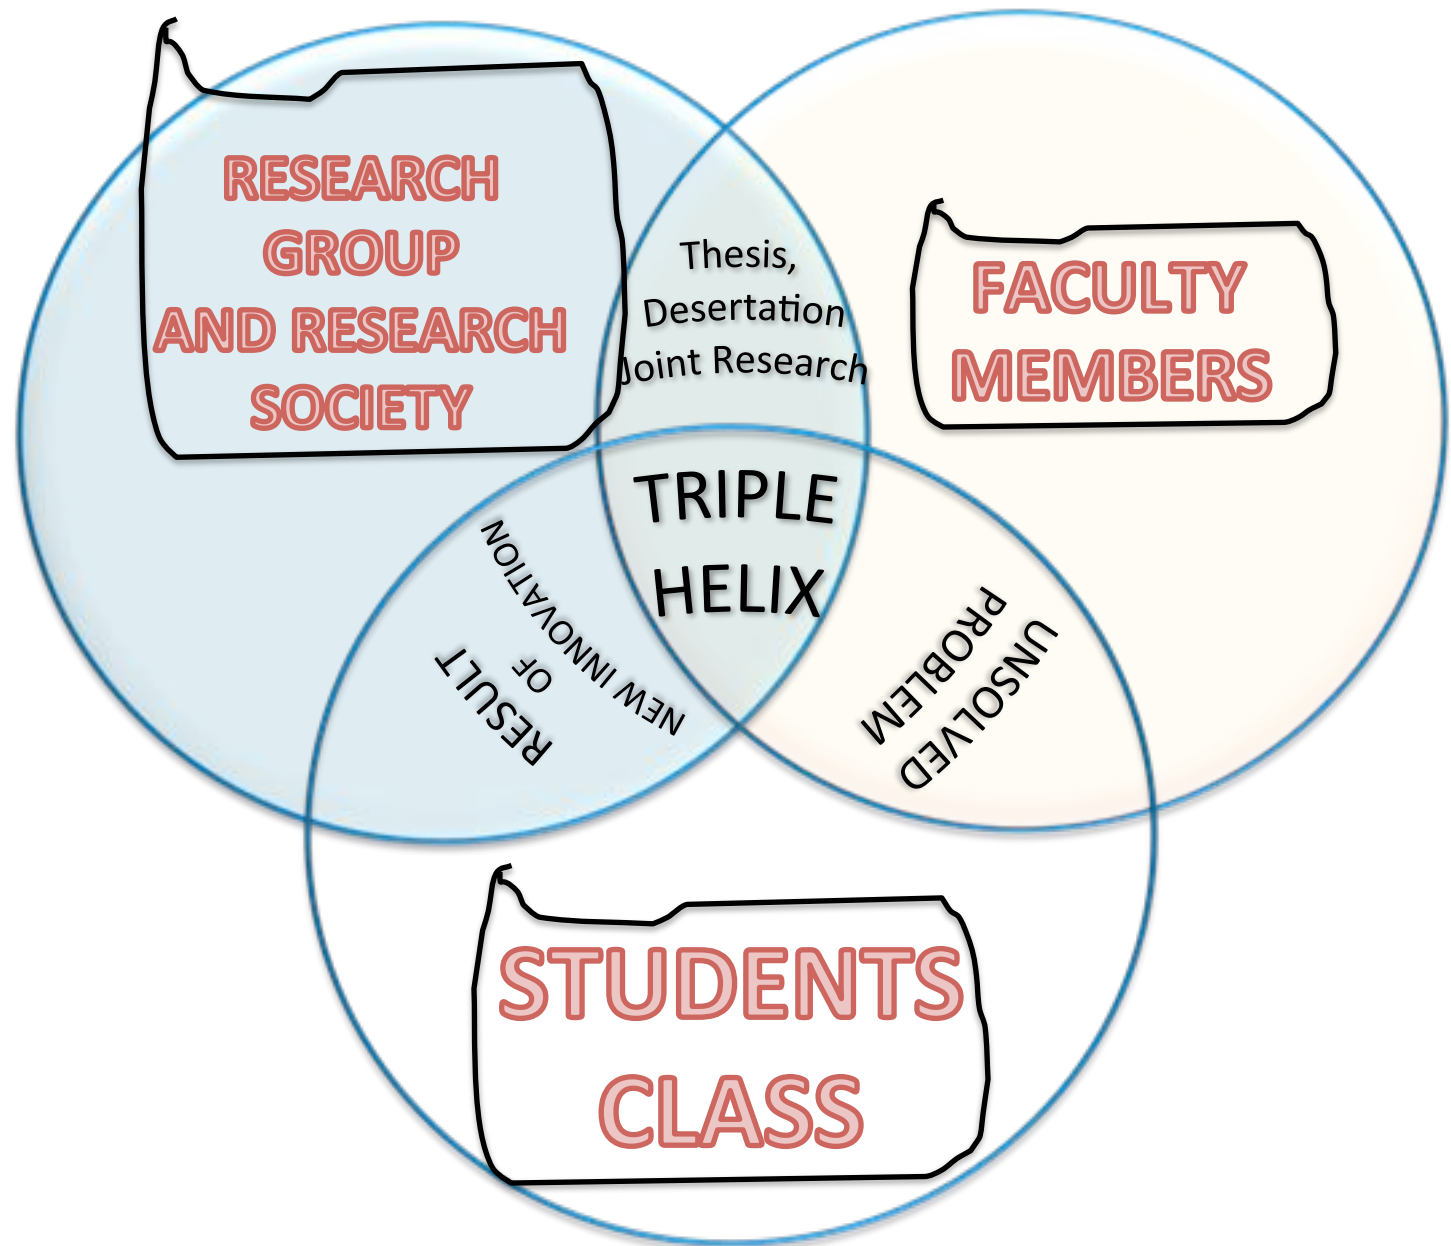 RESEARCH
GROUP
AND RESEARCH
SOCIETY
Thesis,
Desertation
Joint Research
FACULTY
MEMBERS
TRIPLE
HELIX
NEW INNOVATION
OF
RESULT
UNSOLVED
PROBLEM
STUDENTS
CLASS